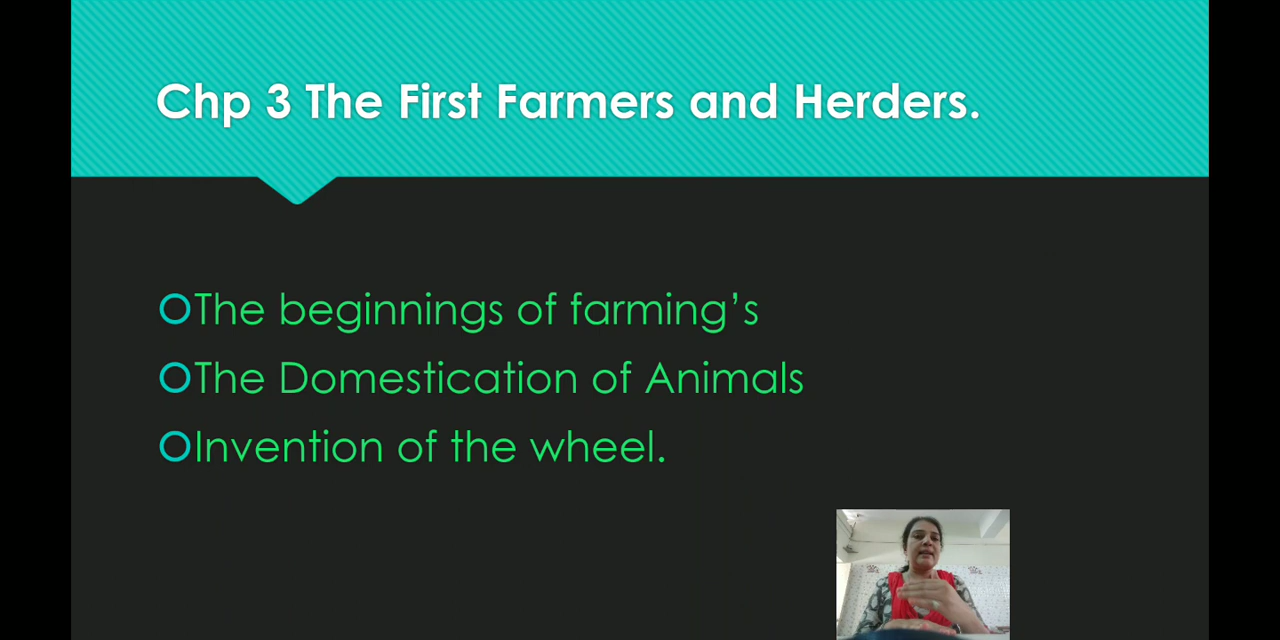 Chp 3 The First Farmers and Herders.
The beginnings of farming’s
The Domestication of Animals
Invention of the wheel.